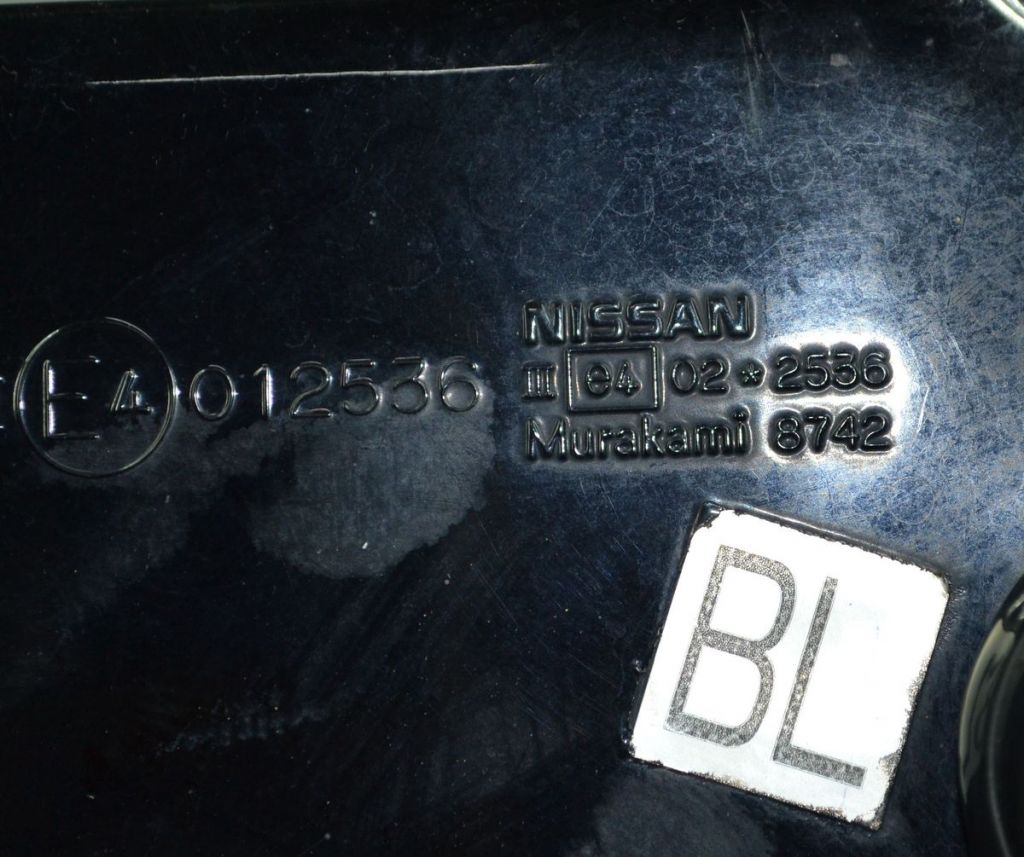 E4 012536
NISSAN
III e4 02 * 2536
Murakami 8742
BL